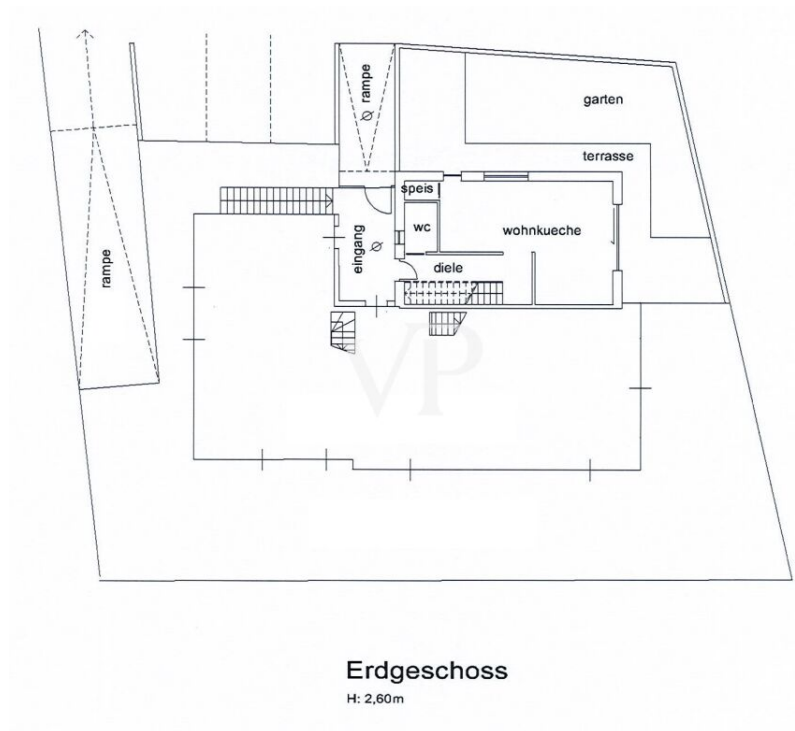 rampe
garten
terrasse
speis
wc
wohnkueche
eingang
diele
rampe
VP
Erdgeschoss
H: 2,60m